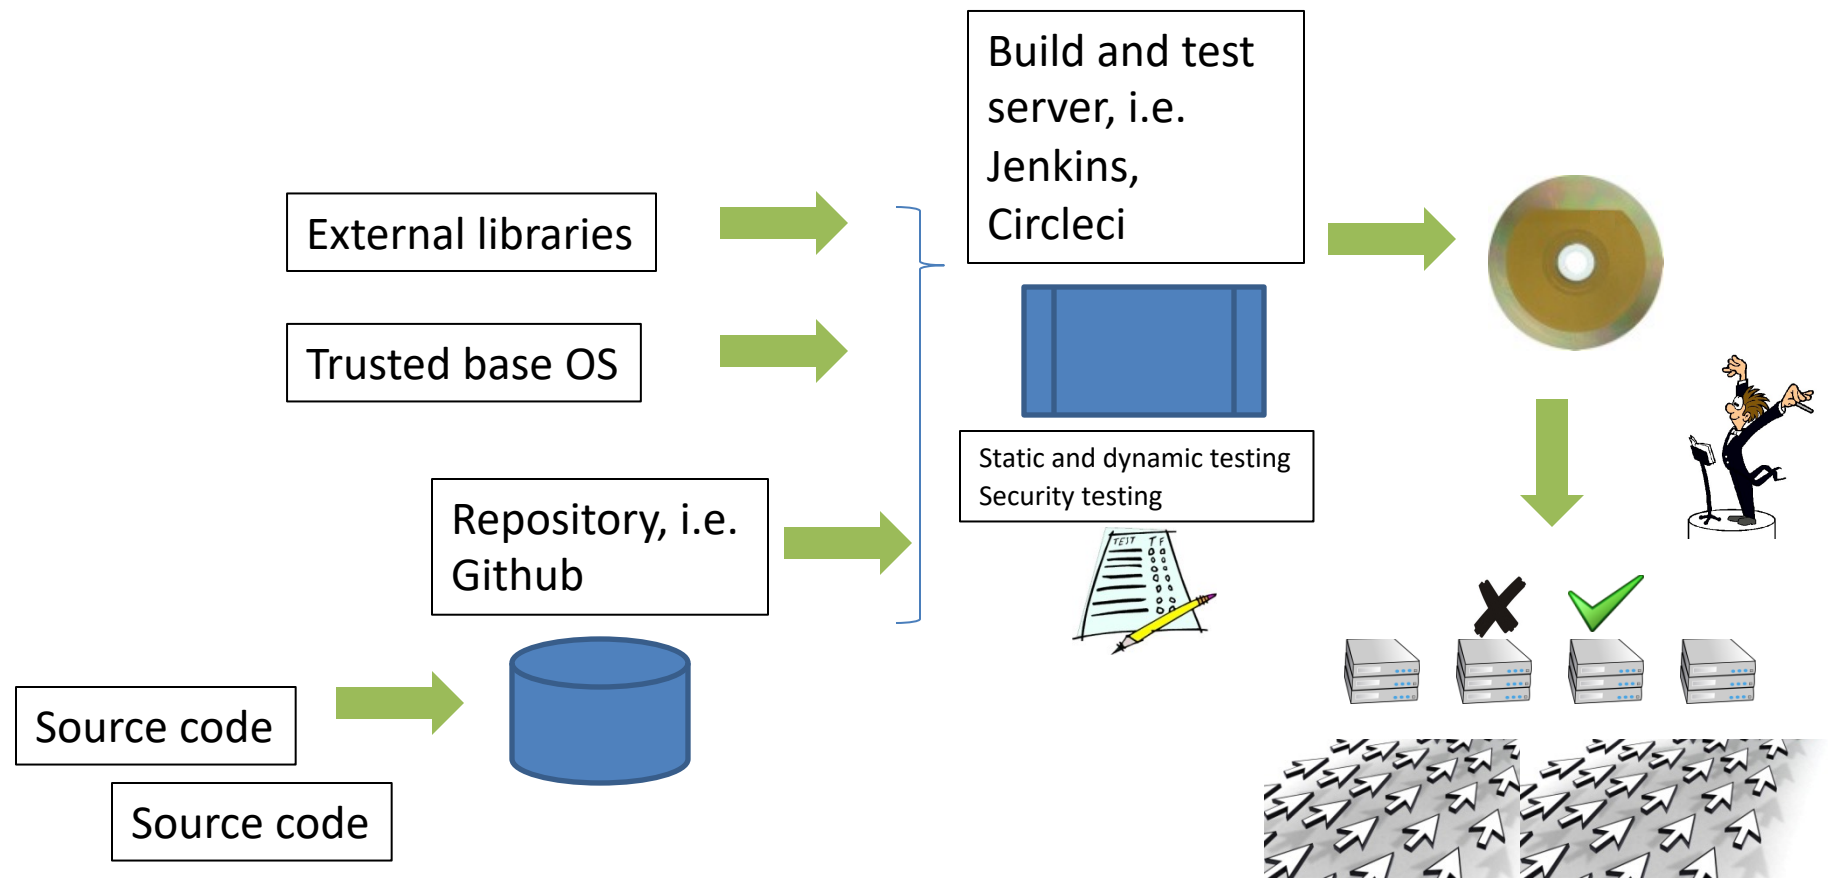 Build and test
server, i.e.
Jenkins,
Circleci
External libraries
Trusted base OS
Static and dynamic testing
Security testing
Repository, i.e.
Github
TEST T F
Source code
Source code